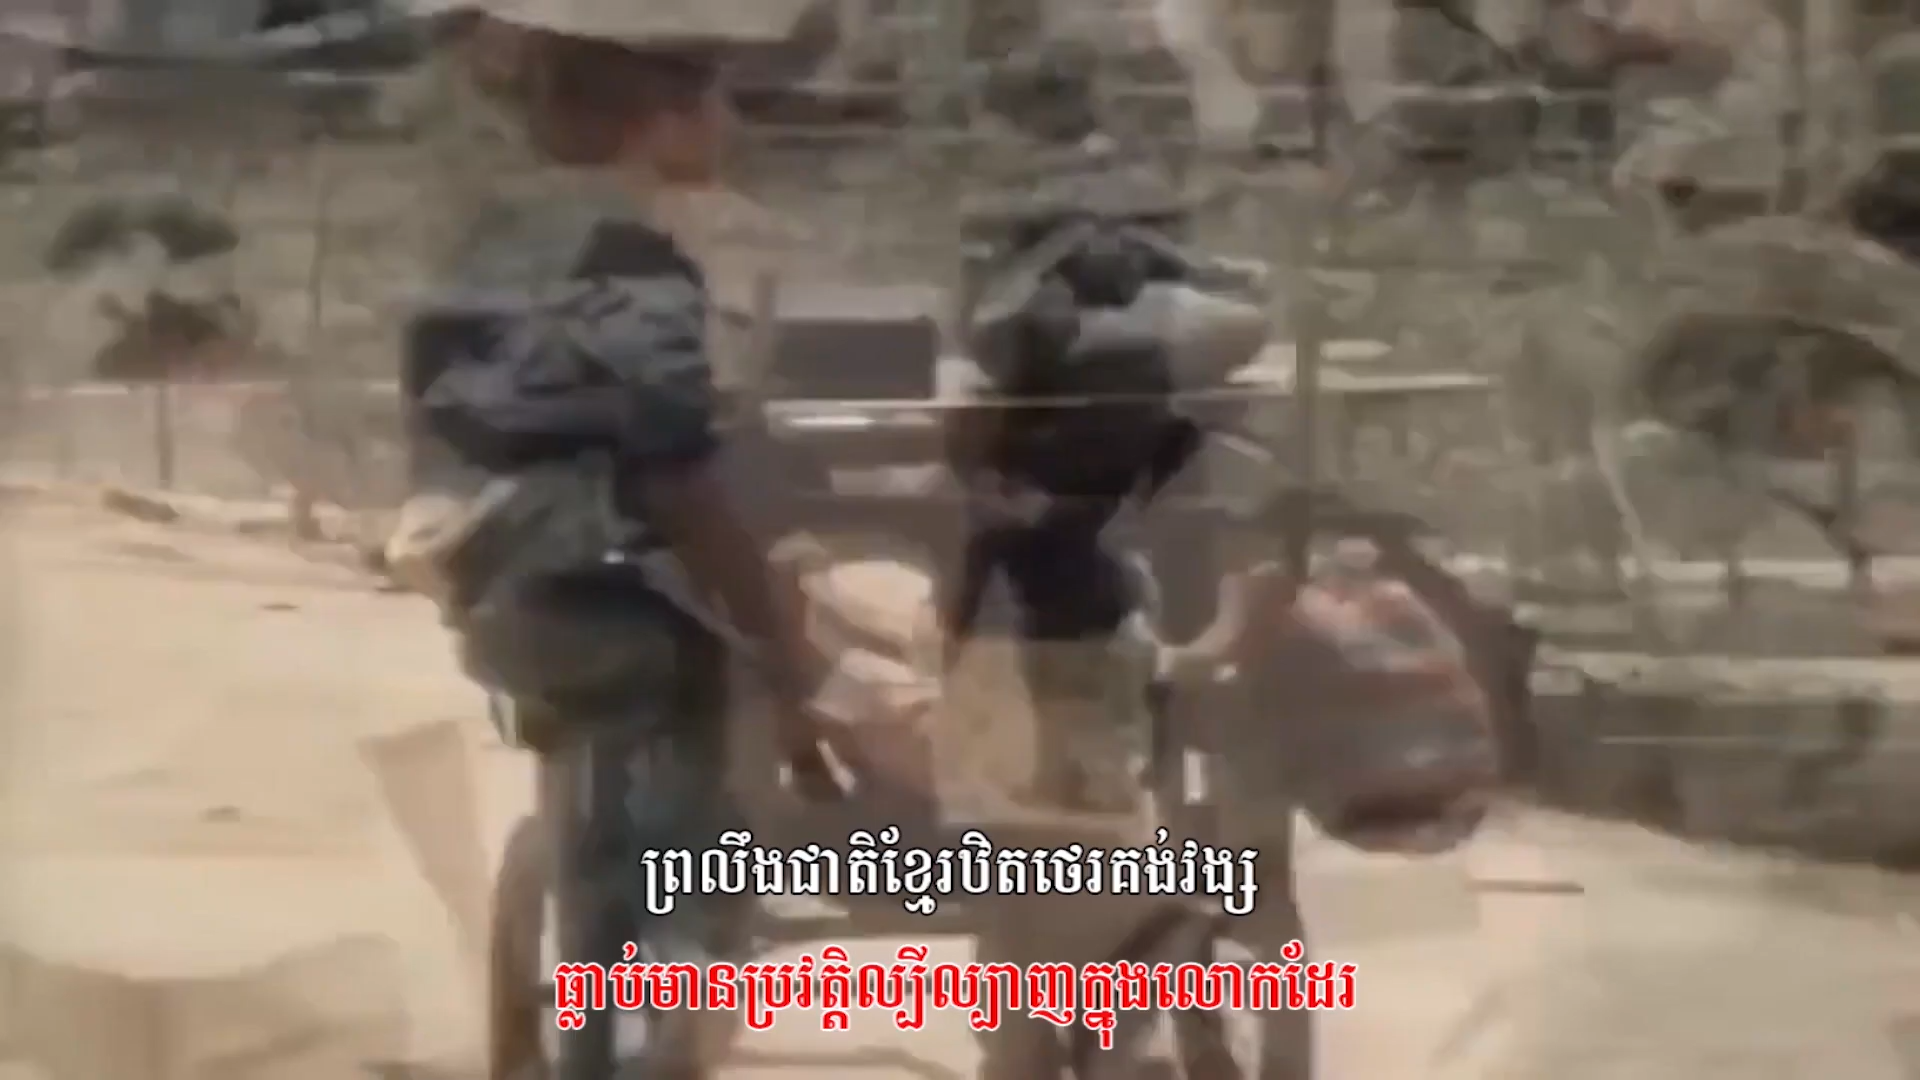 ព្រលឹងជាតិខ្មែរឋិតថេរគង់វង្ស
ធ្លាប់មានប្រវត្តិល្បីល្បាញក្នុងលោកដែរ